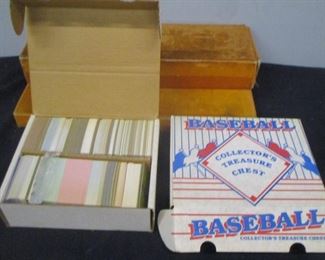 BASEBALL
COLLECTOR'S
TREASURE
CHEST
BASEBALL
COLLECTOR'S TREASURE CHEST